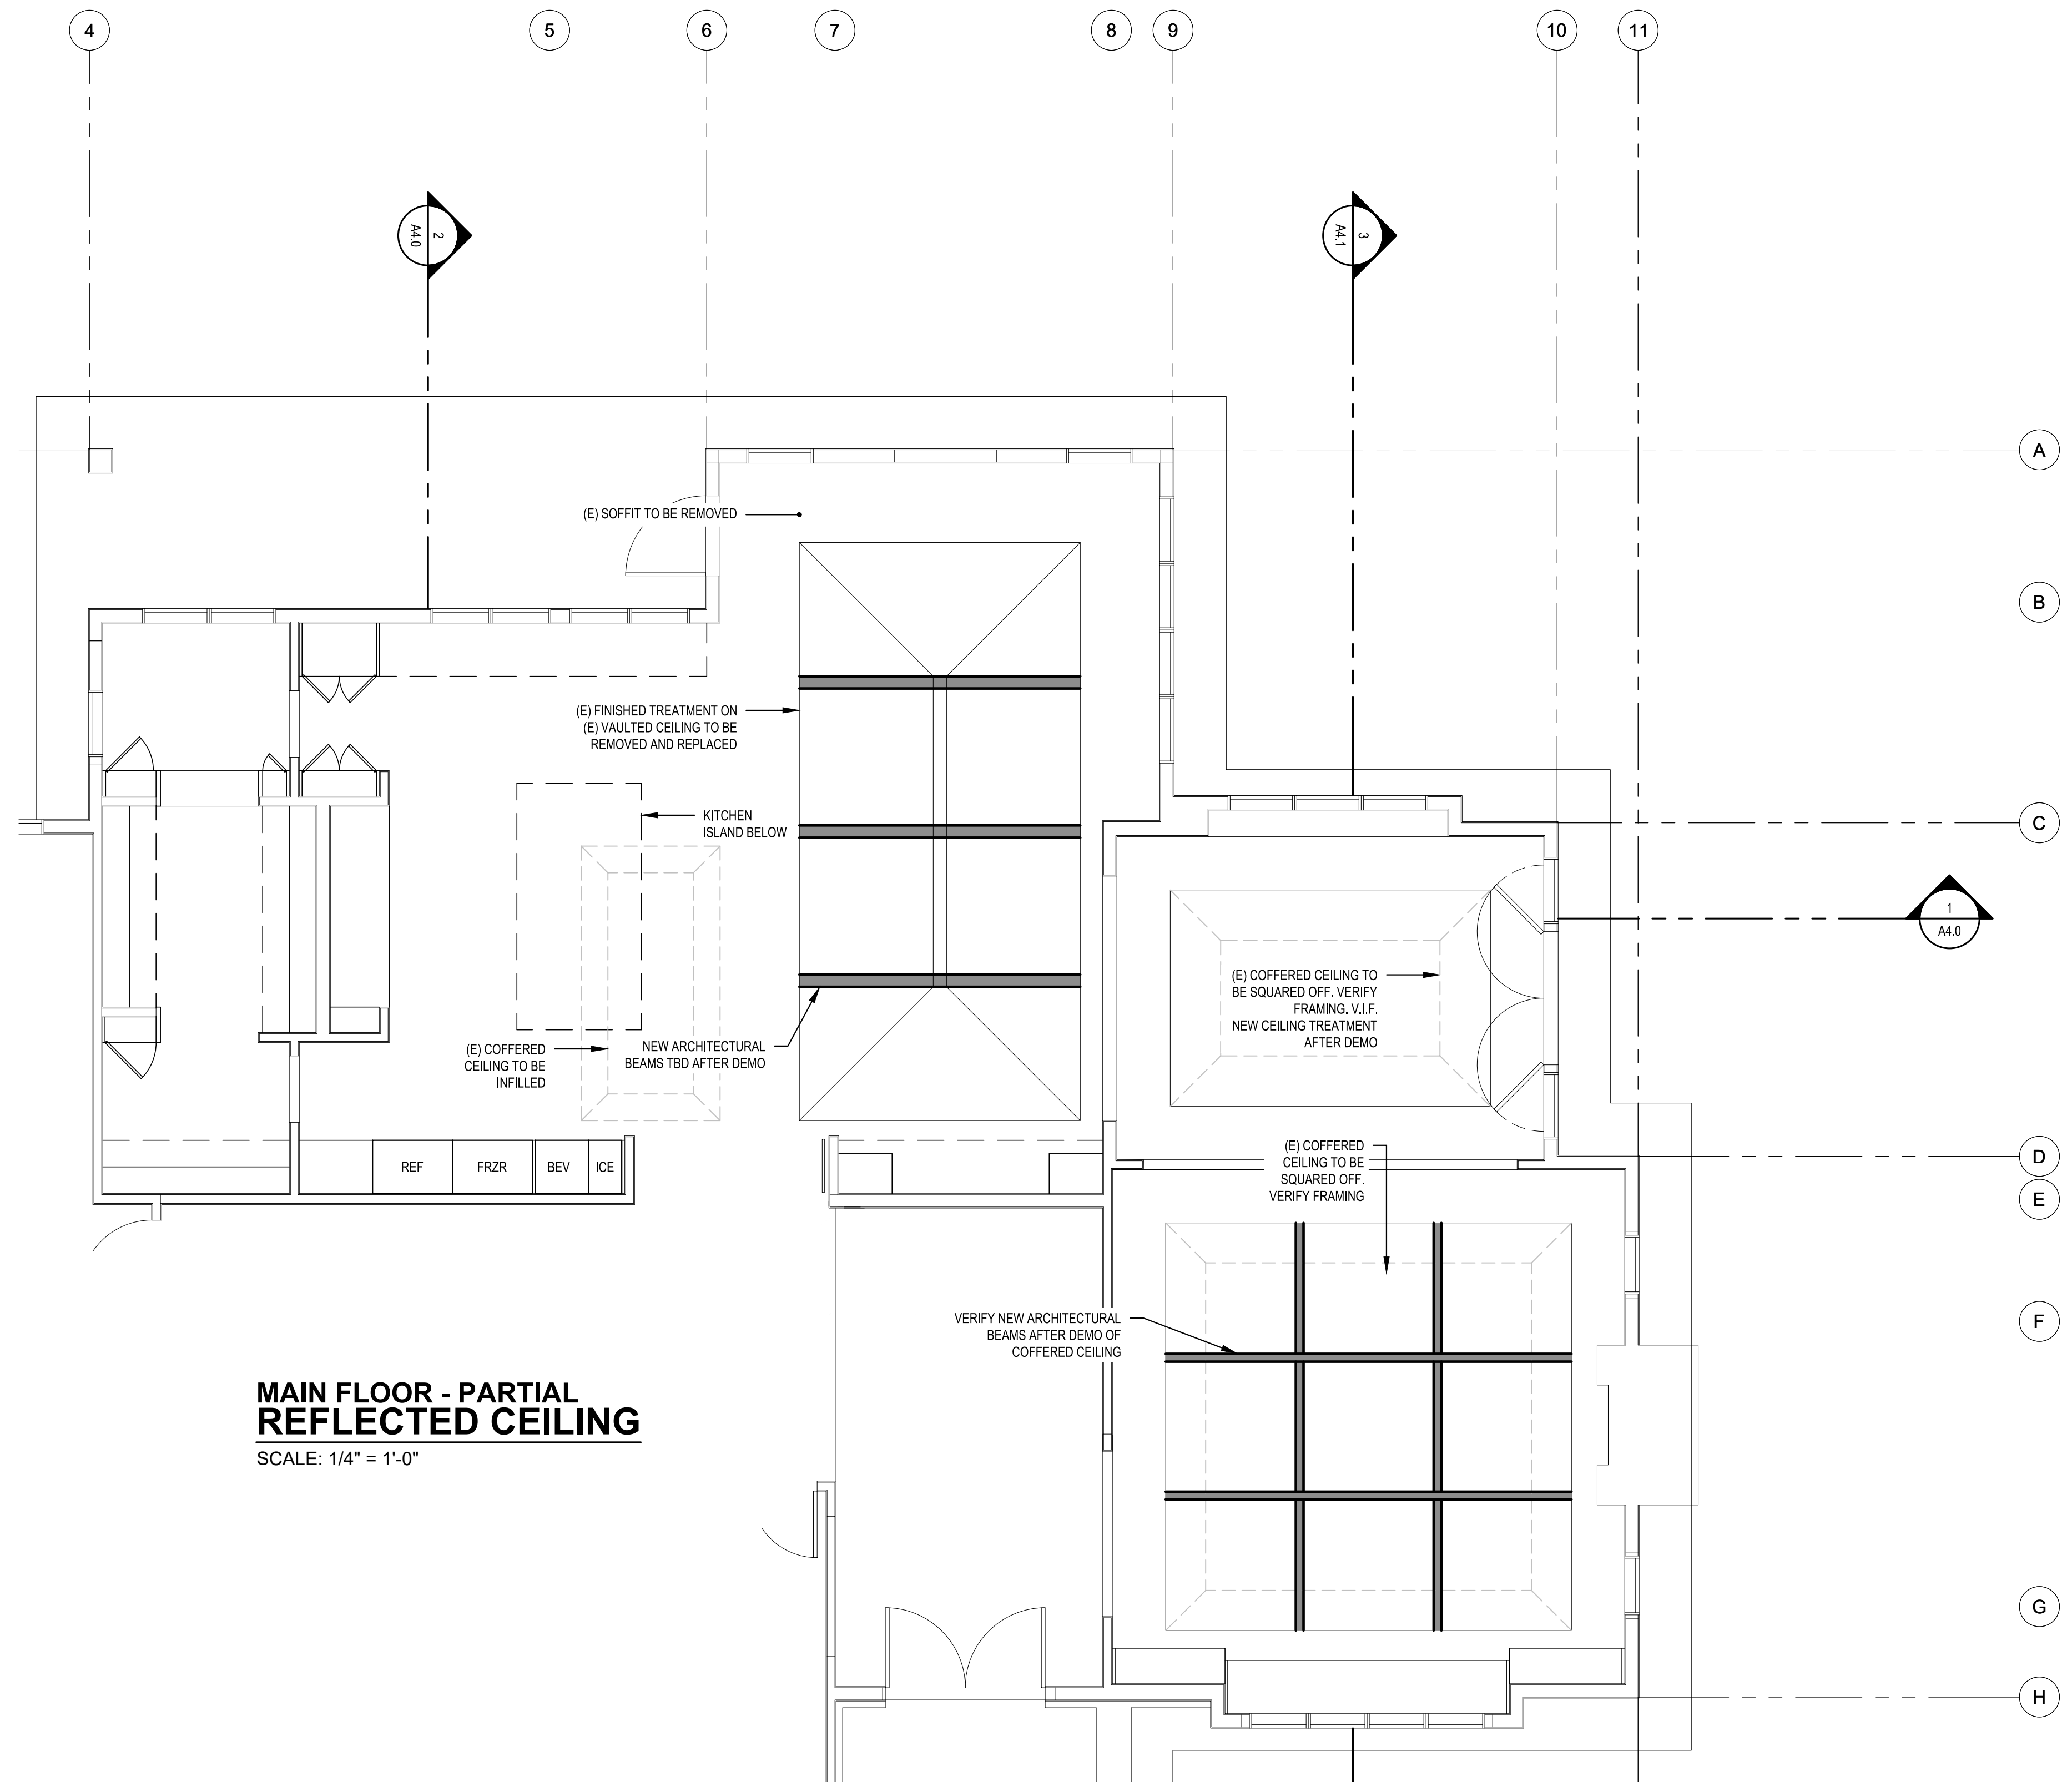 4
5
6
7
8
9
10
11
2
A4.0
3
A4.1
A
(E) SOFFIT TO BE REMOVED
B
(E) FINISHED TREATMENT ON
(E) VAULTED CEILING TO BE
REMOVED AND REPLACED
KITCHEN
ISLAND BELOW
C
1
A4.0
(E) COFFERED CEILING TO
BE SQUARED OFF. VERIFY
FRAMING. V.I.F.
NEW CEILING TREATMENT
AFTER DEMO
(E) COFFERED
CEILING TO BE
INFILLED
NEW ARCHITECTURAL
BEAMS TBD AFTER DEMO
REF
FRZR
BEV
ICE
(E) COFFERED
CEILING TO BE
SQUARED OFF.
VERIFY FRAMING
D
E
F
VERIFY NEW ARCHITECTURAL
BEAMS AFTER DEMO OF
COFFERED CEILING
MAIN FLOOR - PARTIAL
REFLECTED CEILING
SCALE: 1/4" = 1'-0"
G
H